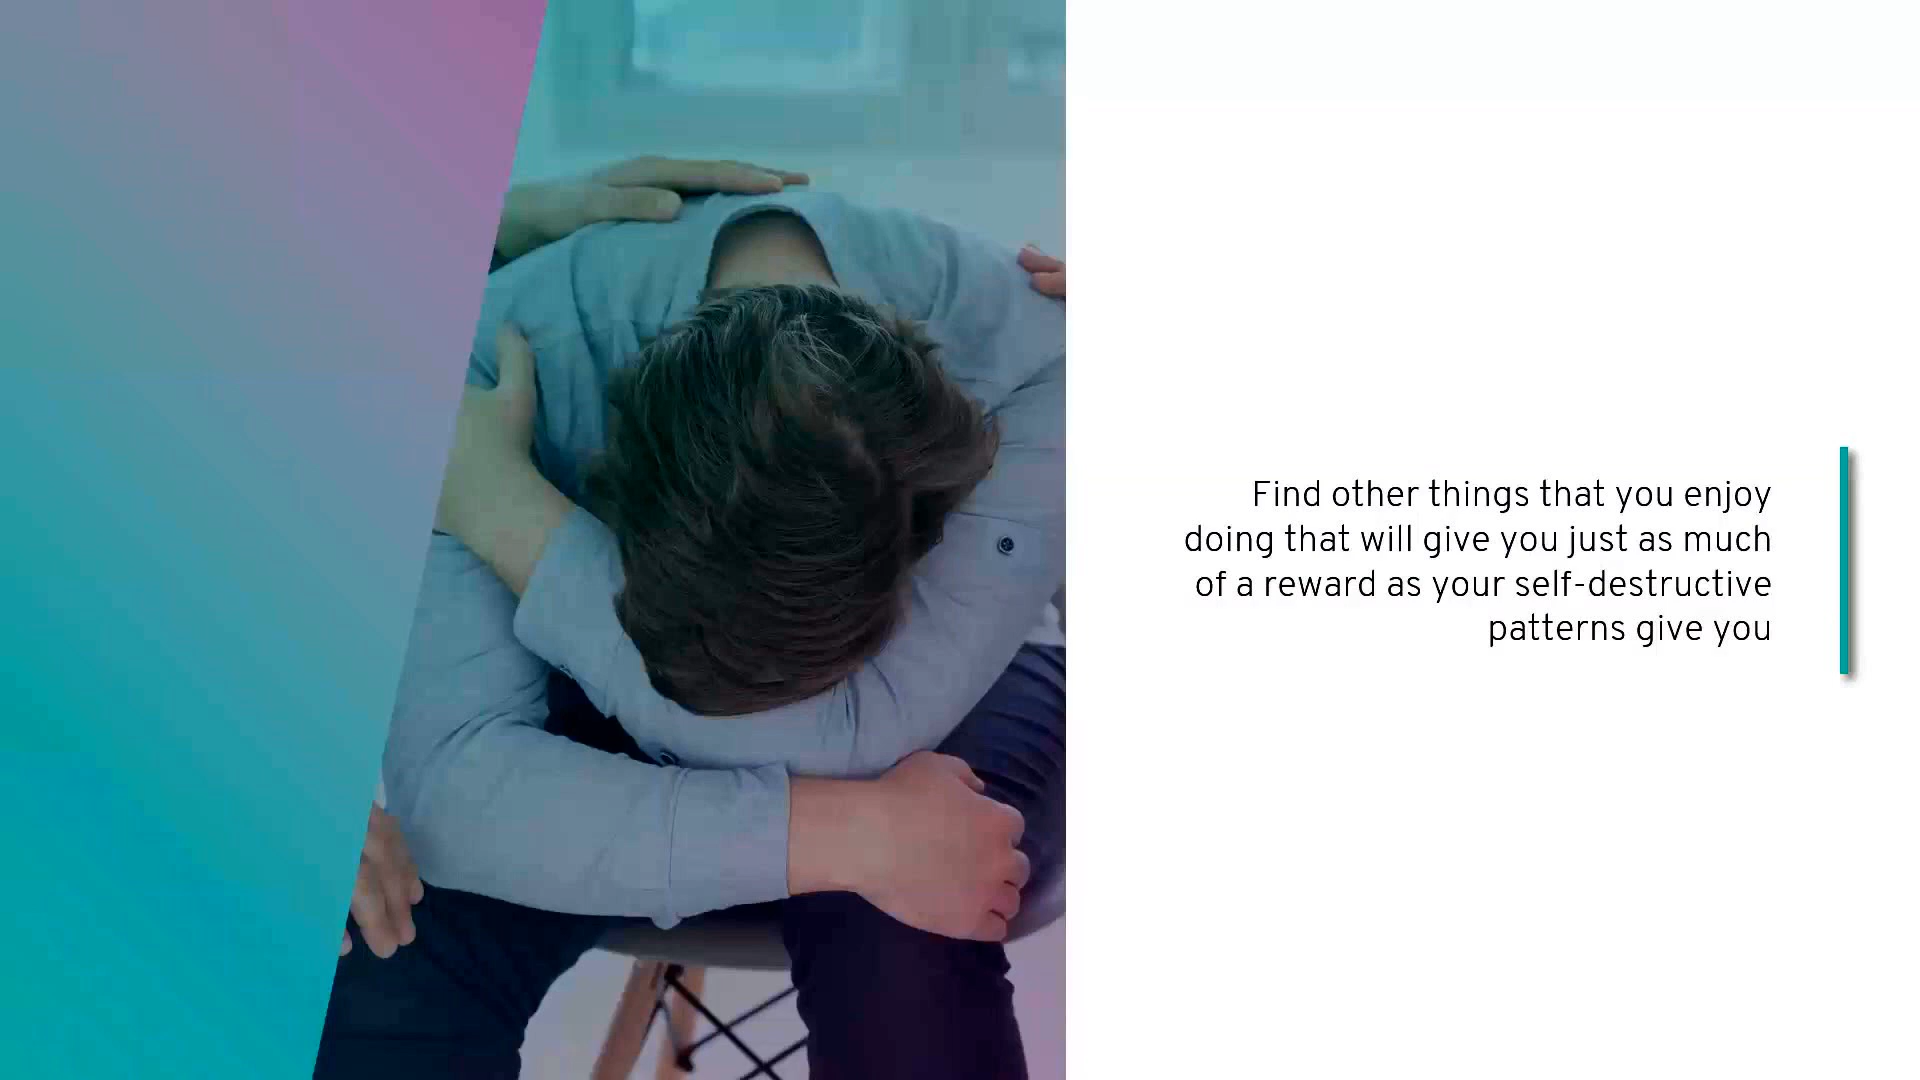 Find other things that you enjoy
doing that will give you just as much
of a reward as your self-destructive
patterns give you